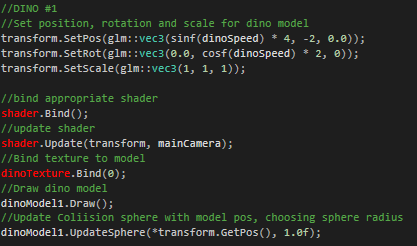 //DINO #1
//Set position, rotation and scale for dino model
transform.SetPos(glm::vec3(sinf(dinoSpeed) * 4, -2, 0.0));
transform.SetRot(glm::vec3(0.0, cosf(dinoSpeed) * 2, 0));
transform.SetScale(glm::vec3(1, 1, 1));
//bind appropriate shader
shader.Bind();
//update shader
shader.Update(transform, mainCamera);
//Bind texture to model
dinoTexture.Bind(0);
//Draw dino model
dinoModel1.Draw();
//Update Coliision sphere with model pos, choosing sphere radius
dinoModel1.UpdateSphere(*transform.GetPos(), 1.0f);